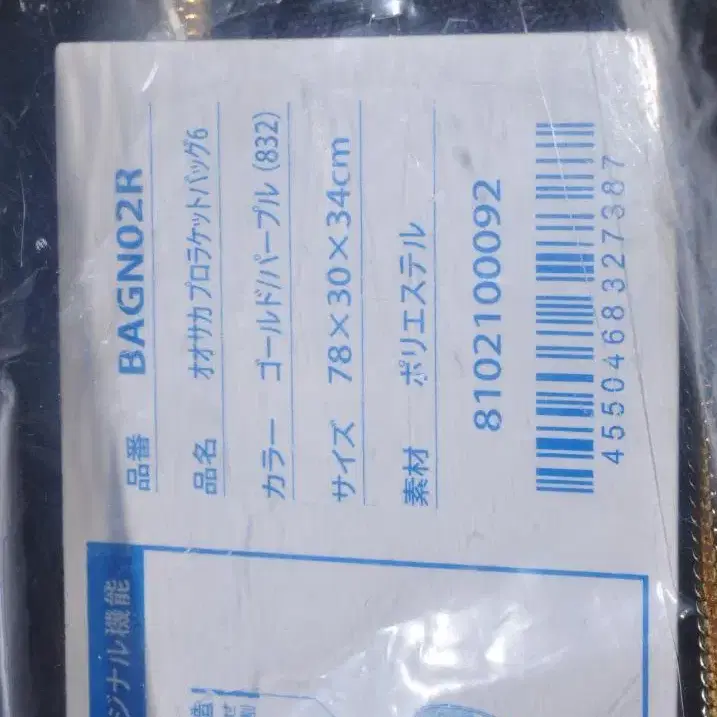 品番 BAGN02R
品名 オオサカ プロラケットバッグ6
カラー ゴールド/パープル (832)
サイズ 78×30×34cm
素材 ポリエステル
8102100092
4550468327387
ジナル機能